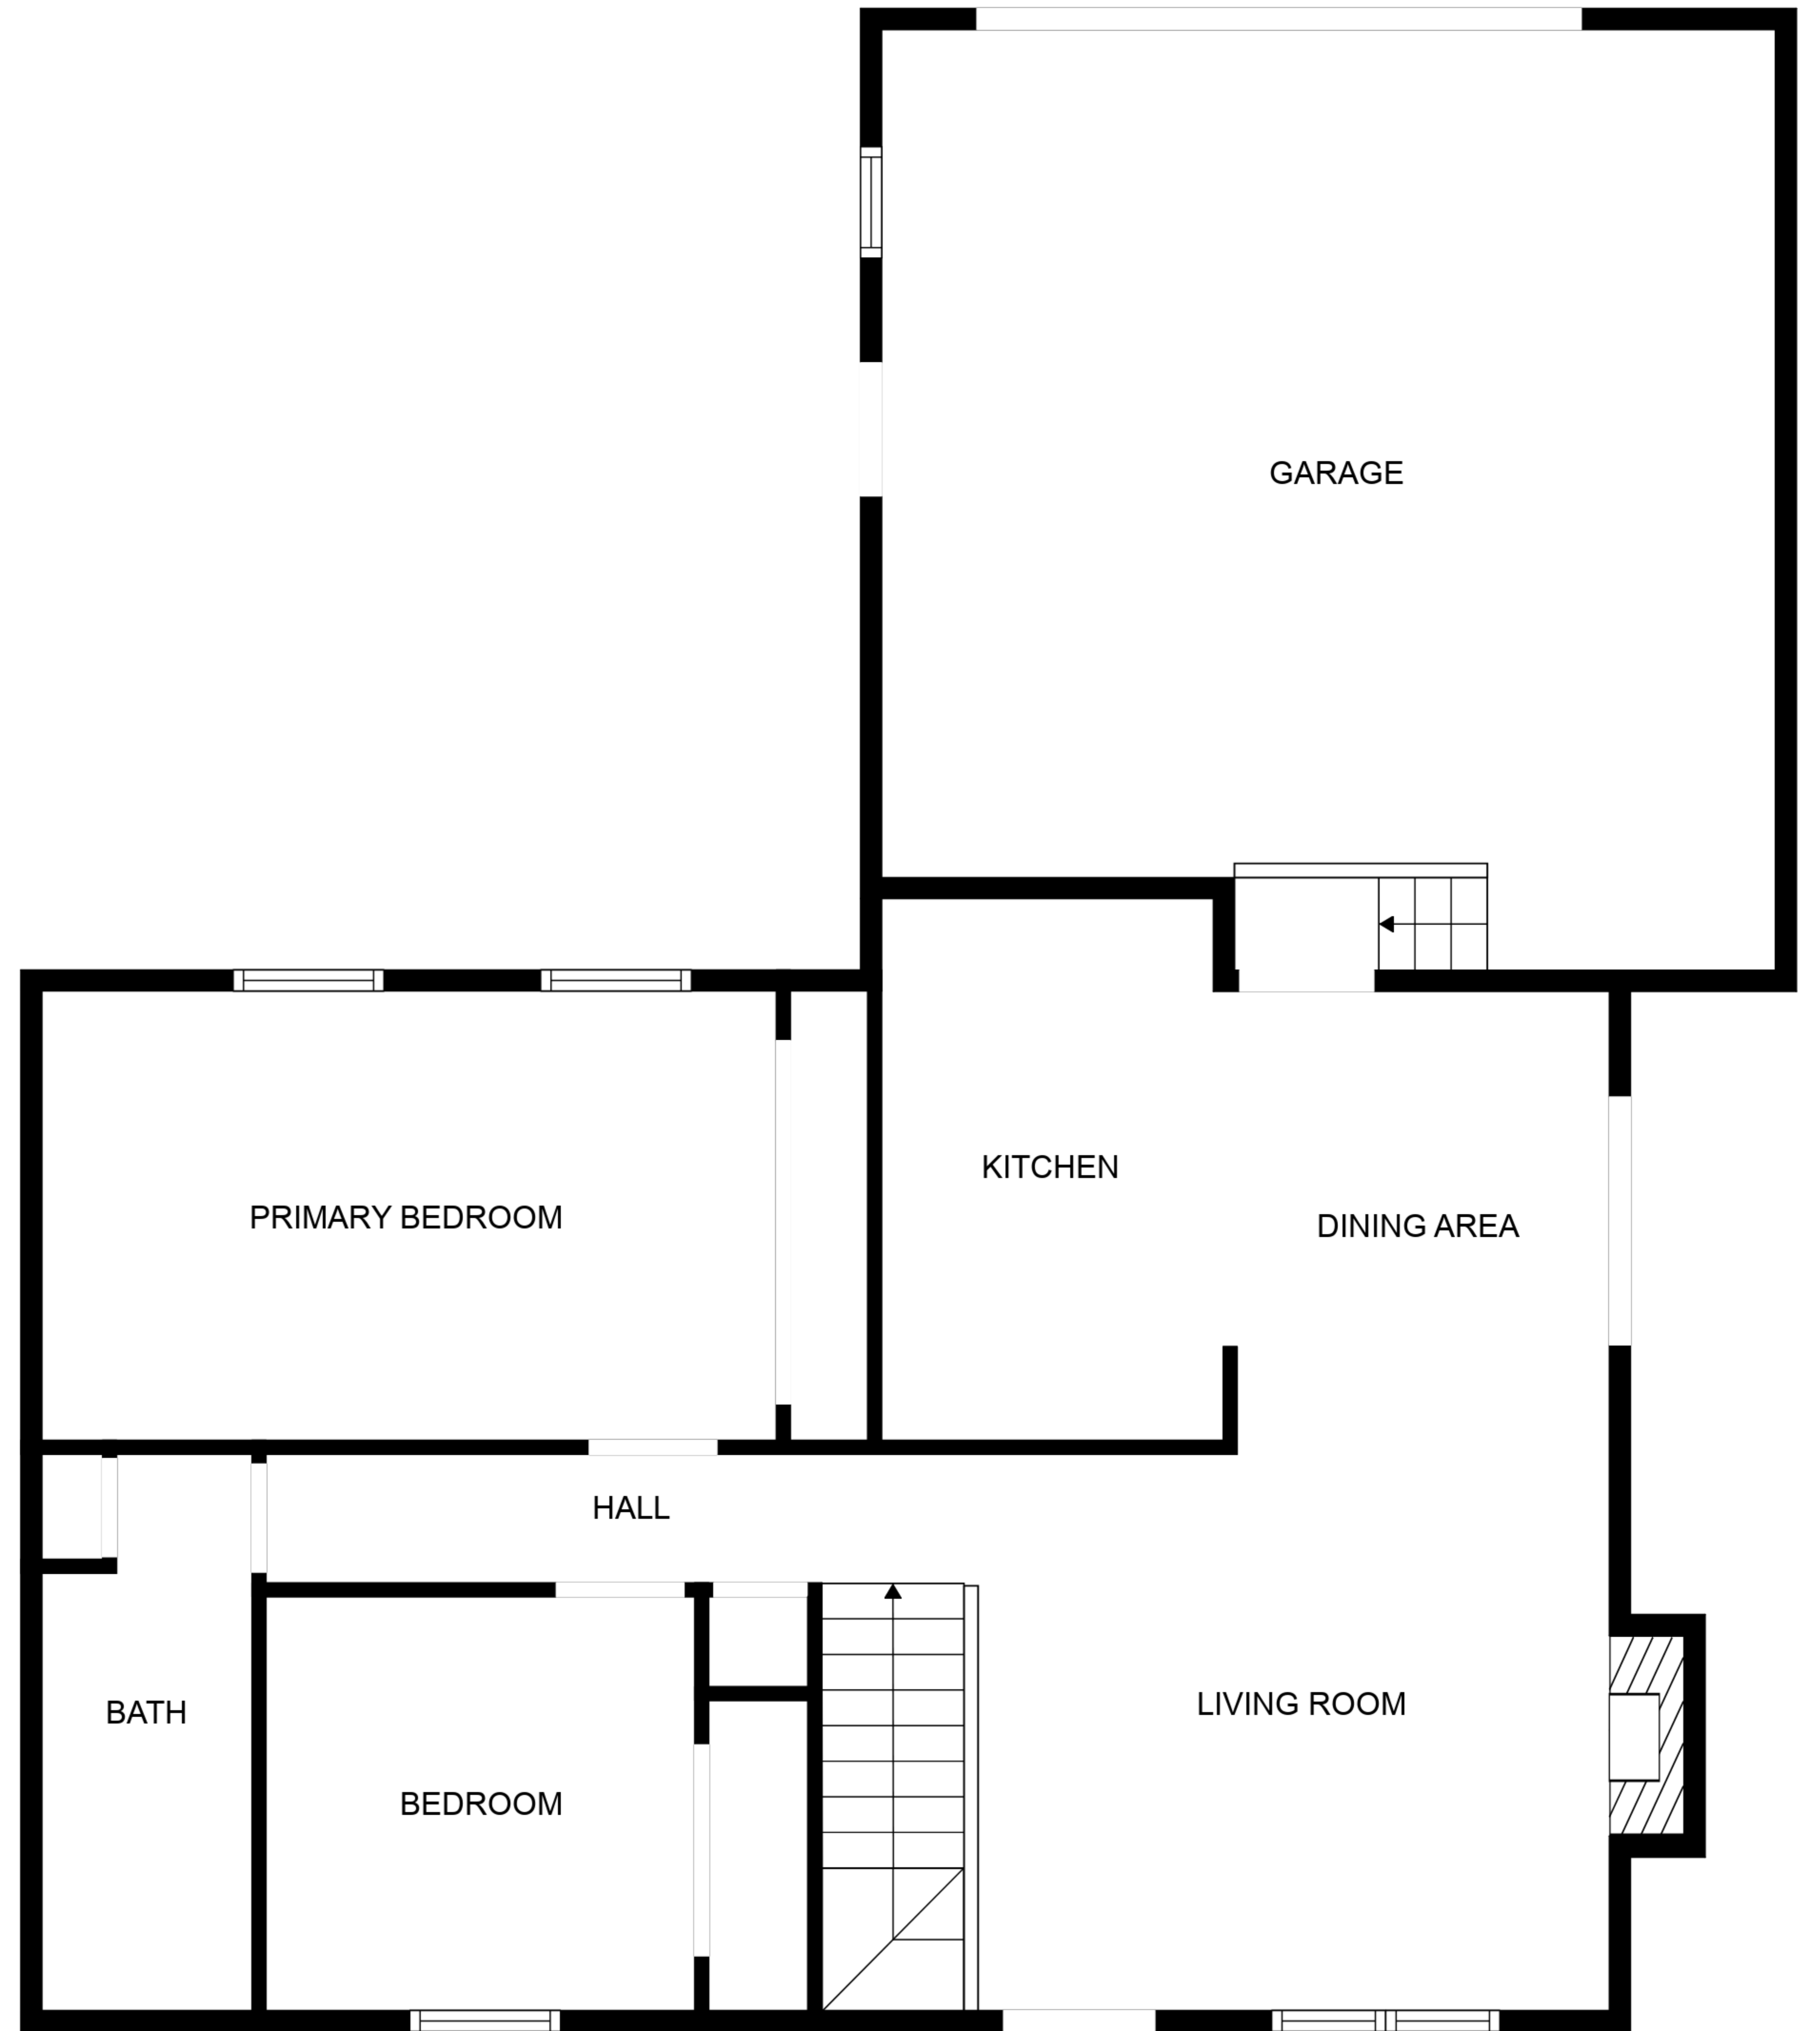 GARAGE
KITCHEN
PRIMARY BEDROOM
DINING AREA
HALL
LIVING ROOM
BATH
BEDROOM